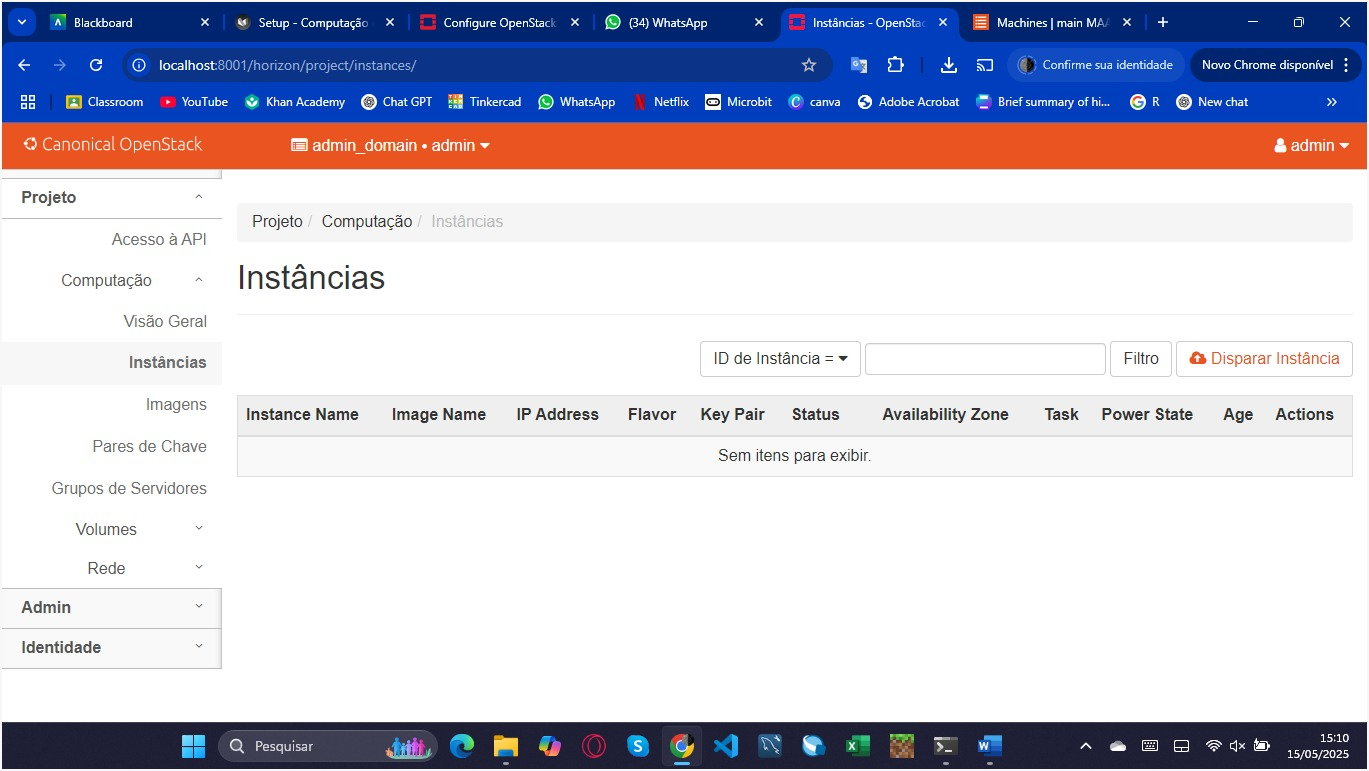 Blackboard
Setup - Computação
Configure OpenStack
(34) WhatsApp
Instâncias - OpenStac
Machines | main MAA
localhost:8001/horizon/project/instances/
Confirme sua identidade
Novo Chrome disponível
Classroom
YouTube
Khan Academy
Chat GPT
Tinkercad
WhatsApp
Netflix
Microbit
canva
Adobe Acrobat
Brief summary of hi...
R
New chat
Canonical OpenStack
admin_domain • admin
admin
Projeto
Acesso à API
Computação
Visão Geral
Instâncias
Imagens
Pares de Chave
Grupos de Servidores
Volumes
Rede
Admin
Identidade
Projeto / Computação / Instâncias
Instâncias
ID de Instância =
Filtro
Disparar Instância
Instance Name Image Name IP Address Flavor Key Pair Status Availability Zone Task Power State Age Actions
Sem itens para exibir.
Pesquisar
15:10
15/05/2025